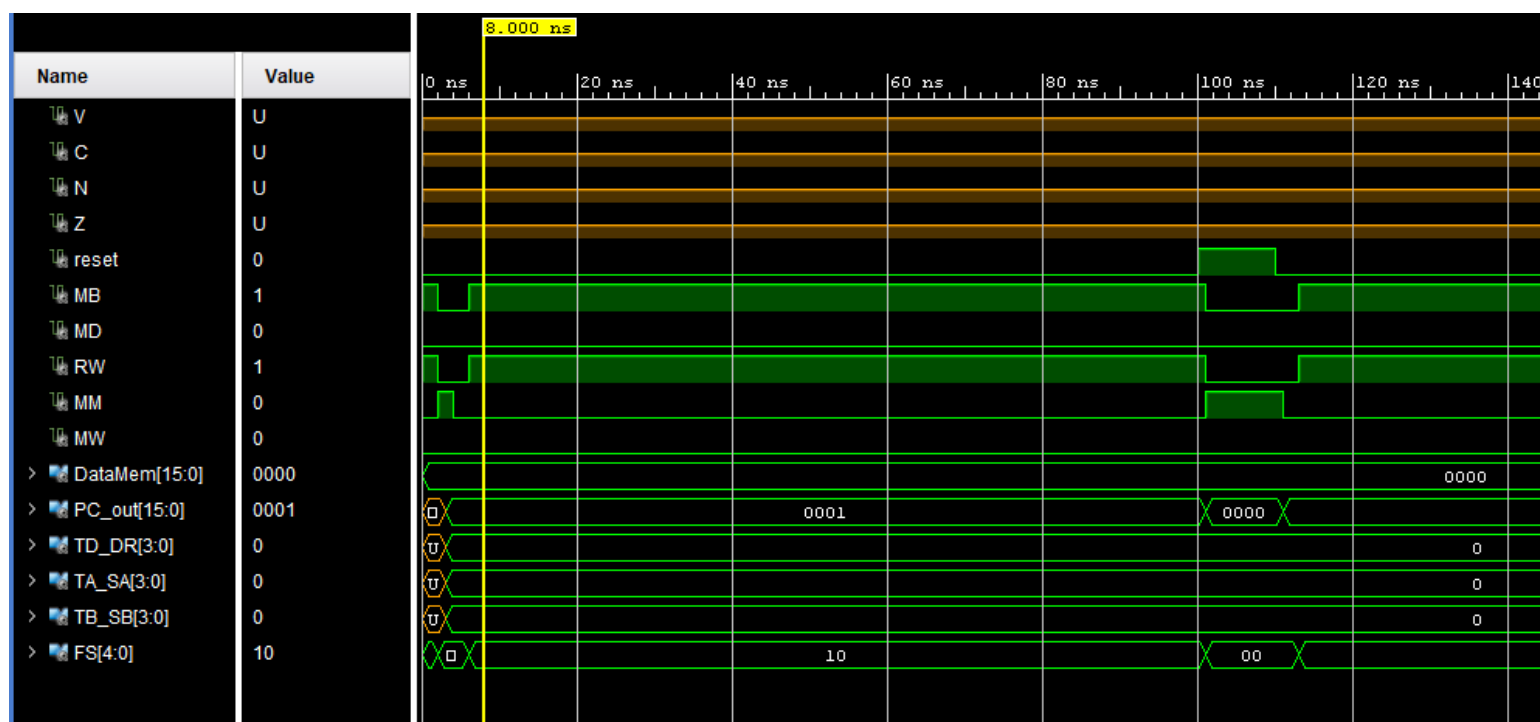 8.000 ns
Name Value
0 ns 20 ns 40 ns 60 ns 80 ns 100 ns 120 ns 140
V U
C U
N U
Z U
reset 0
MB 1
MD 0
RW 1
MM 0
MW 0
DataMem[15:0] 0000 0000
PC_out[15:0] 0001 0001 0000
TD_DR[3:0] 0 U 0
TA_SA[3:0] 0 U 0
TB_SB[3:0] 0 U 0
FS[4:0] 10 10 00